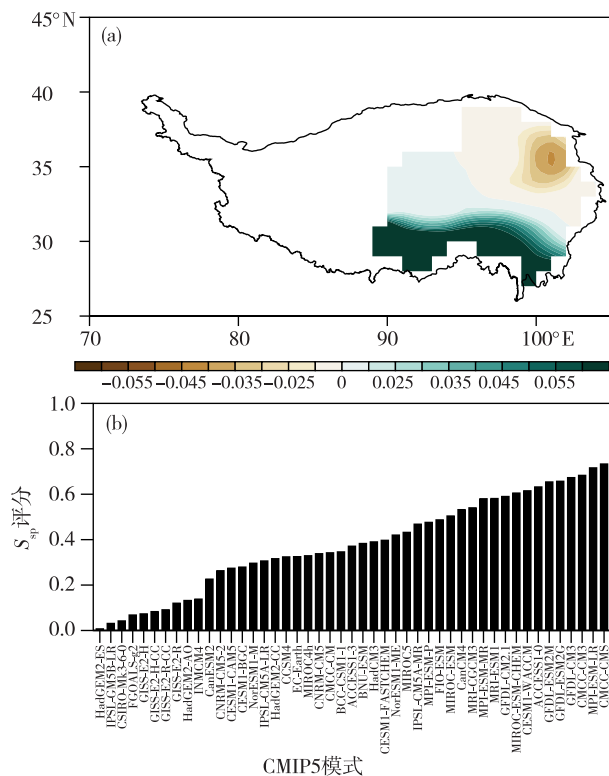 45°N
(a)
40
35
30
25
70
80
90
100°E
−0.055
−0.045
−0.035
−0.025
0
0.025
0.035
0.045
0.055
1.0
(b)
0.8
0.6
0.4
0.2
0.0
Ssp评分
HadGEM2-ES
IPSL-CM5B-LR
CSIRO-Mk3-6-0
FGOALS-g2
GISS-E2-H
GISS-E2-H-CC
GISS-E2-R-CC
GISS-E2-R
HadGEM2-AO
INMCM4
CanESM2
CNRM-CM5-2
CESM1-CAM5
CESM1-BGC
NorESM1-M
IPSL-CM5A-LR
HadGEM2-CC
CCSM4
EC-Earth
MIROC4h
CNRM-CM5
CMCC-CM
BCC-CSM1-1
ACCESS1-3
BNU-ESM
HadCM3
CESM1-FASTCHEM
NorESM1-ME
MIROC5
IPSL-CM5A-MR
MPI-ESM-P
FIO-ESM
MIROC-ESM
CanCM4
MRI-CGCM3
MPI-ESM-MR
MRI-ESM1
GFDL-CM2.1
MIROC-ESM-CHEM
CESM1-WACCM
ACCESS1-0
GFDL-ESM2M
GFDL-ESM2G
GFDL-CM3
CMCC-CM3
MPI-ESM-LR
CMCC-CMS
CMIP5模式